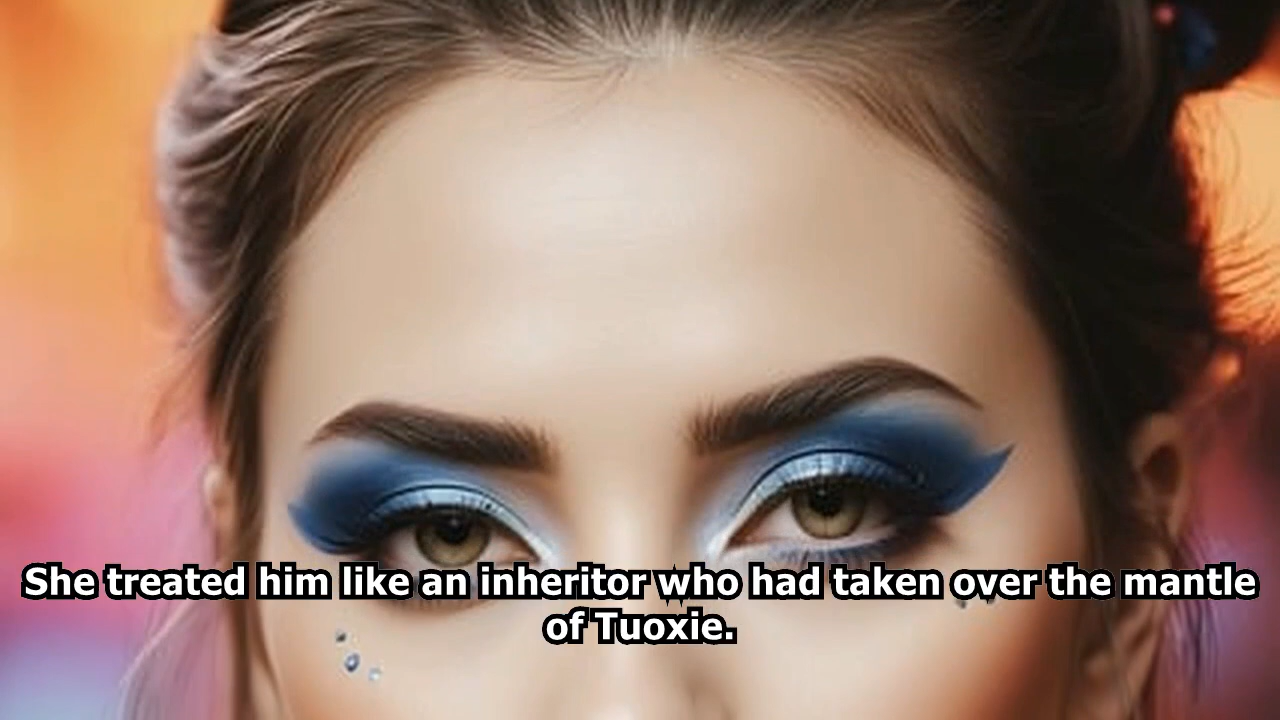 She treated him like an inheritor who had taken over the mantle
of Tuoxie.